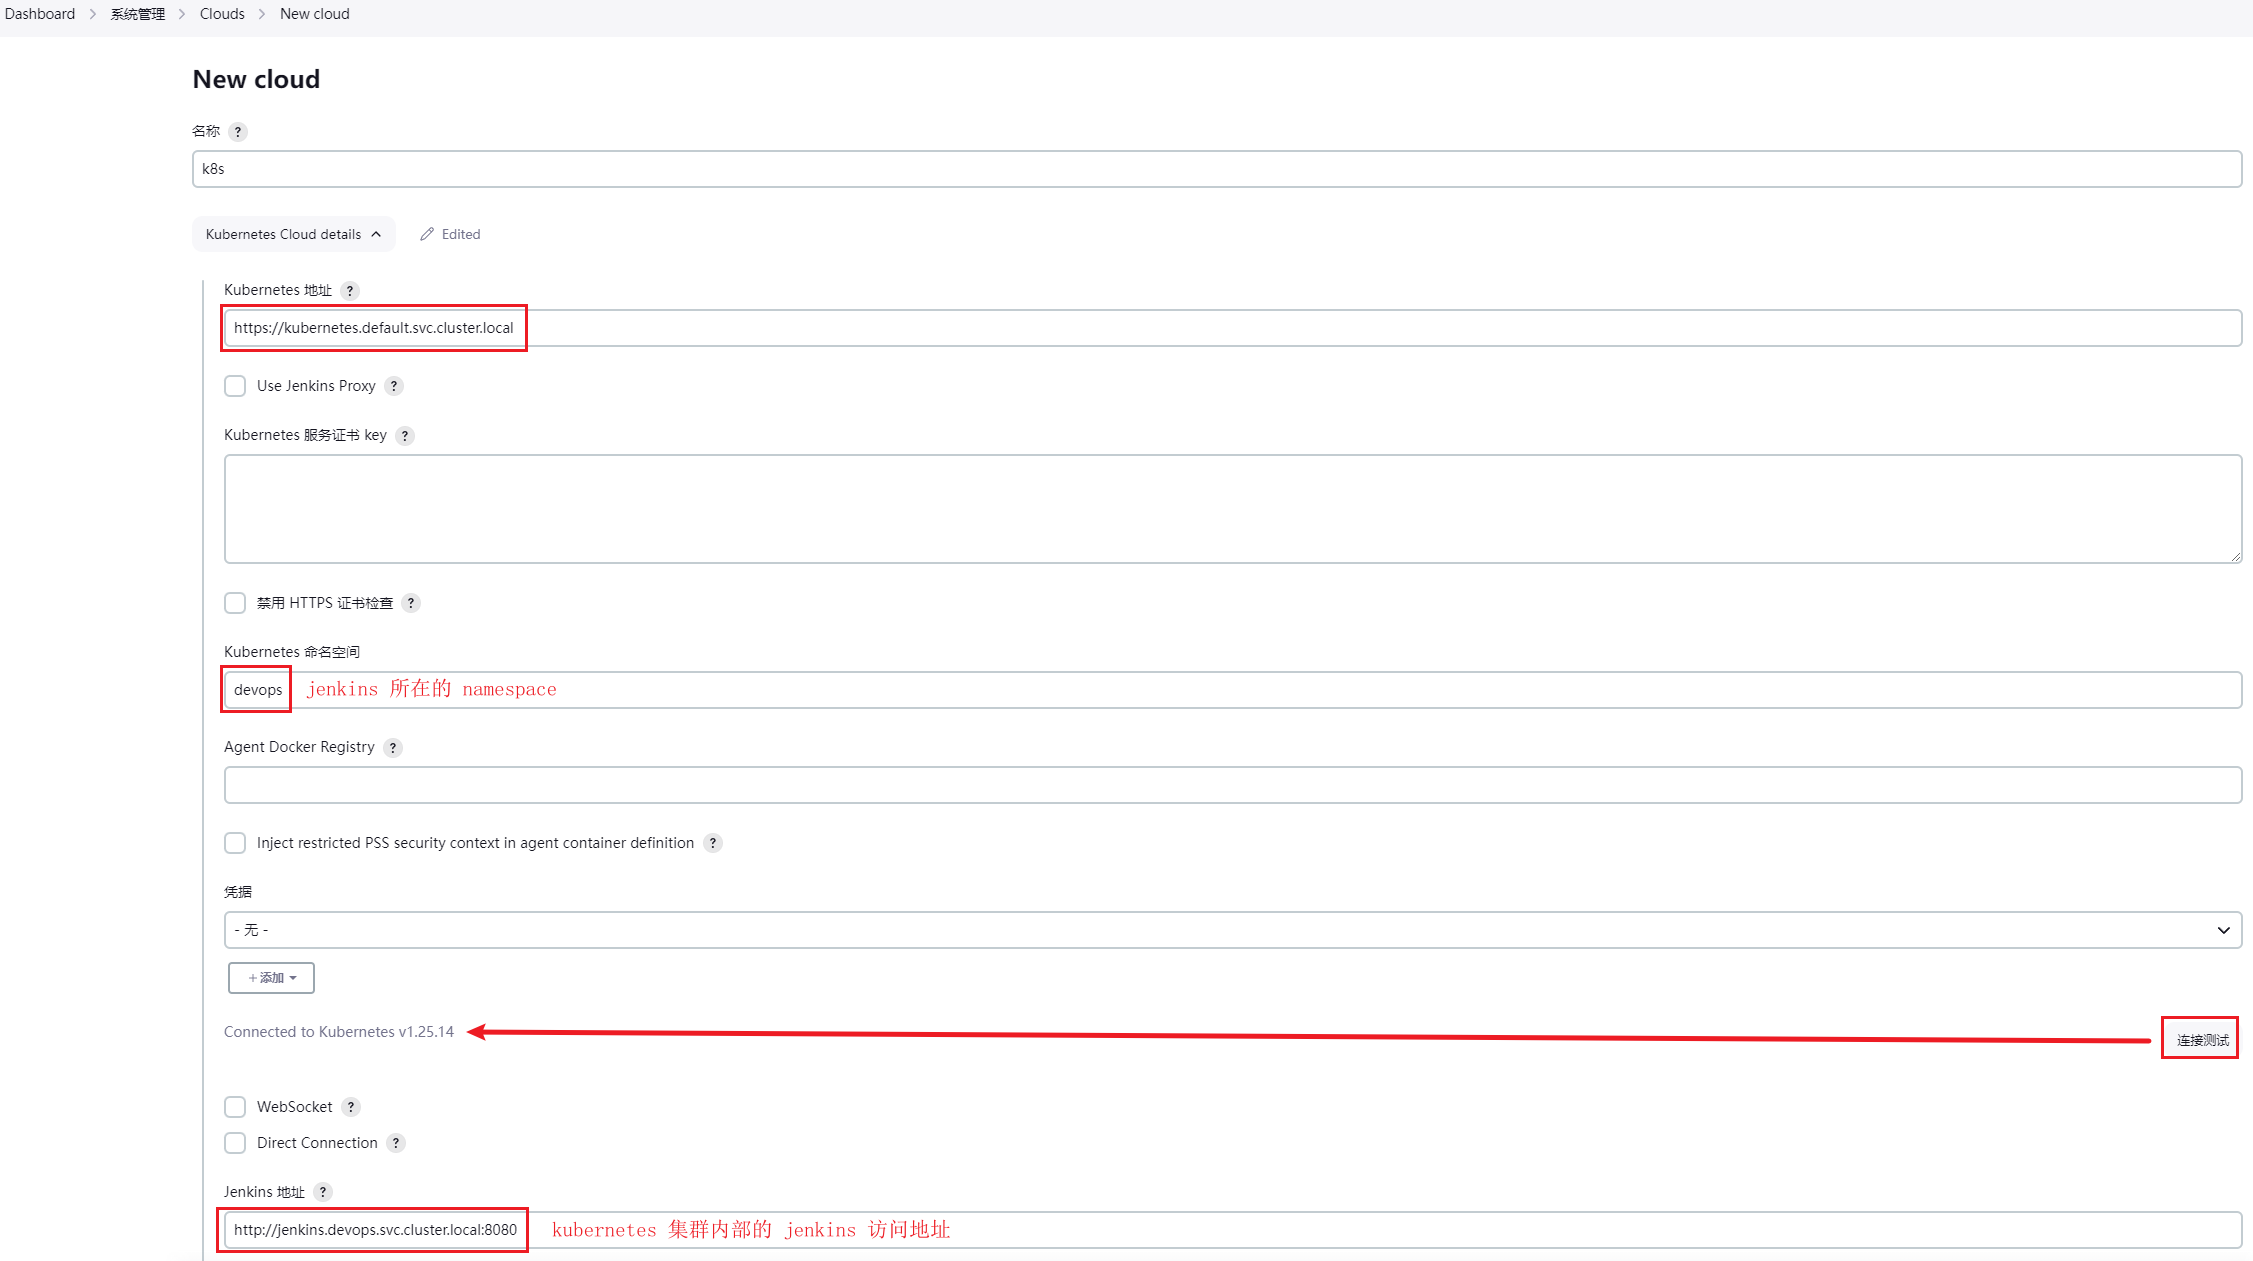 Dashboard > 系统管理 > Clouds > New cloud
New cloud
名称 ?
k8s
Kubernetes Cloud details Edited
Kubernetes 地址 ?
https://kubernetes.default.svc.cluster.local
Use Jenkins Proxy ?
Kubernetes 服务证书 key ?
禁用 HTTPS 证书检查 ?
Kubernetes 命名空间
devops jenkins 所在的 namespace
Agent Docker Registry ?
Inject restricted PSS security context in agent container definition ?
凭据
- 无 -
+ 添加
Connected to Kubernetes v1.25.14 连接测试
WebSocket ?
Direct Connection ?
Jenkins 地址 ?
http://jenkins.devops.svc.cluster.local:8080 kubernetes 集群内部的 jenkins 访问地址